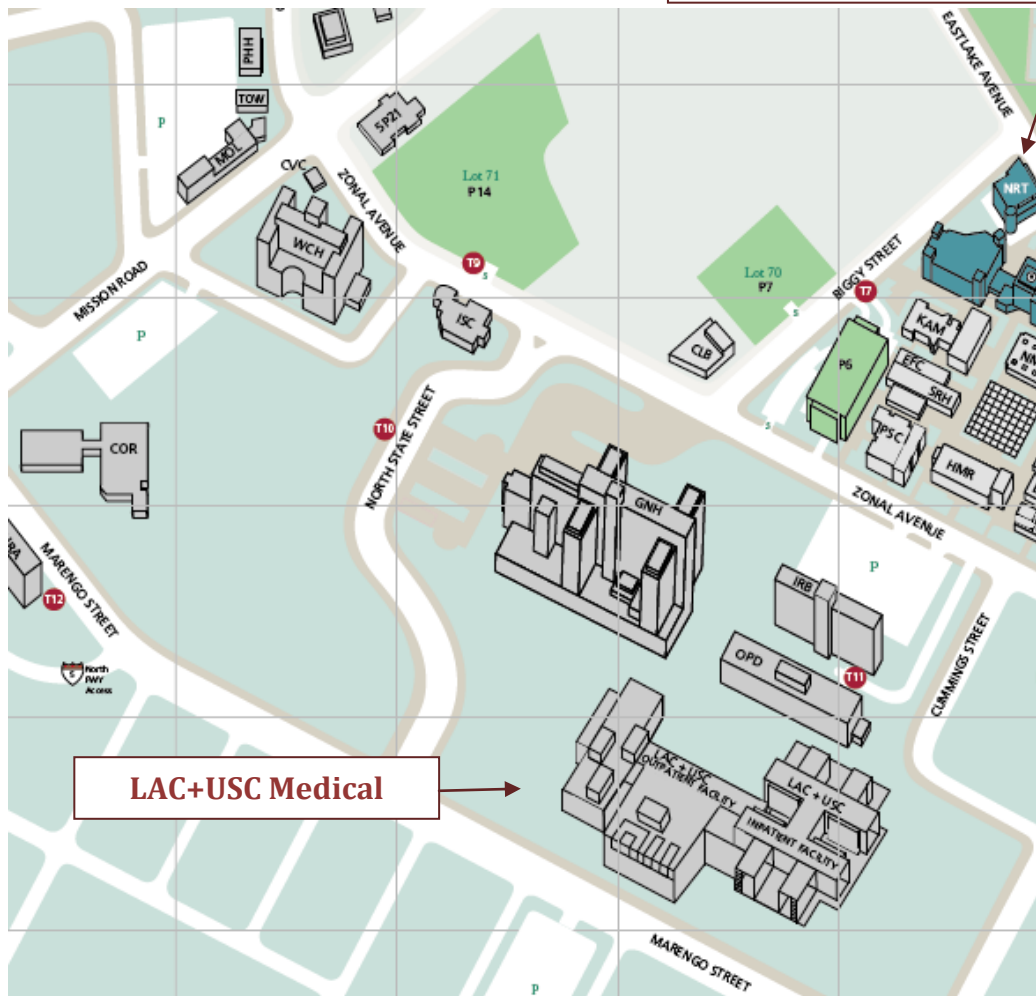 PHH
TOW
P
MOL
SP21
CVC
ZONAL AVENUE
EASTLAKE AVENUE
Lot 71
P14
WCH
NRT
MISSION ROAD
T9
s
ISC
Lot 70
P7
BIGGY STREET
T7
s
KAM
P
CLB
P6
EFC
SRH
PSC
HMR
s
COR
T10
NORTH STATE STREET
GNH
ZONAL AVENUE
P
IRB
MARENGO STREET
T12
OPD
T11
CUMMINGS STREET
5
North
FWY
Access
LAC+USC Medical
LAC + USC
OUTPATIENT FACILITY
LAC + USC
INPATIENT FACILITY
MARENGO STREET
P